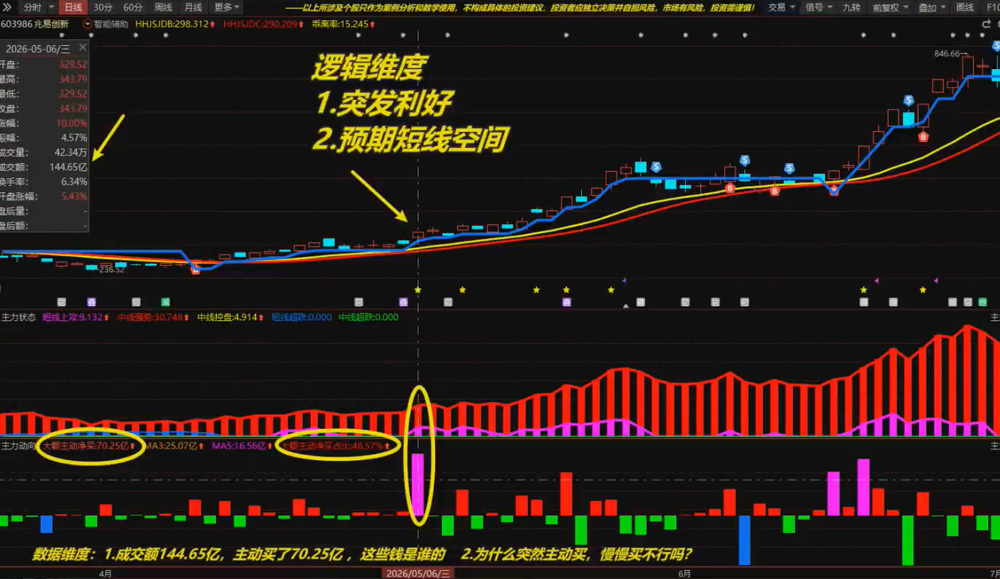 分时 日线 30分 60分 周线 月线 更多 ——以上所涉及个股只作为案例分析和教学使用，不构成具体的投资建议，投资者应独立决策并自担风险，市场有风险，投资需谨慎！ 交易 信号 九转 前复权 叠加 画线 F10
603986兆易创新 智能辅助 HHJSJDB:298.312 HHJSJDC:290.209 乖离率:15.245
2026-05-06/三
开盘: 329.52
最高: 343.79
最低: 329.52
收盘: 343.79
涨幅: 10.00%
振幅: 4.57%
成交量: 42.34万
成交额: 144.65亿
换手率: 6.34%
开盘涨幅: 5.43%
盘后量: -
盘后额: -
逻辑维度
1.突发利好
2.预期短线空间
846.66
236.52
主力状态 短线上攻:9.132 中线强势:30.748 中线控盘:4.914 短线超跌:0.000 中线超跌:0.000 主
主力动向 大额主动净买:70.25亿 MA3:25.07亿 MA5:16.56亿 大额主动净买占比:48.57% 主
数据维度：1.成交额144.65亿，主动买了70.25亿，这些钱是谁的 2.为什么突然主动买，慢慢买不行吗？
4月 2026/05/06/三 6月 7月